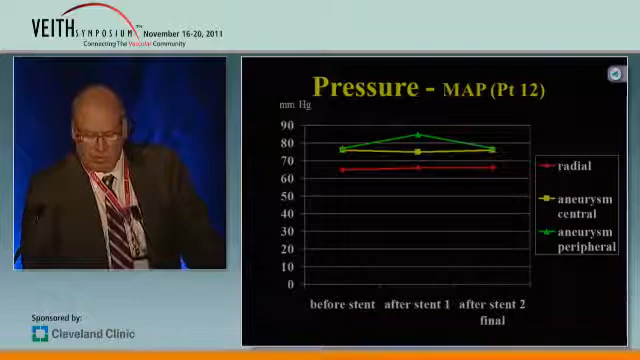 VEITH SYMPOSIUM™
November 16-20, 2011
Connecting The Vascular Community
Pressure - MAP (Pt 12)
mm Hg
90
80
70
60
50
40
30
20
10
0
before stent
after stent 1
after stent 2
final
radial
aneurysm
central
aneurysm
peripheral
Sponsored by:
Cleveland Clinic